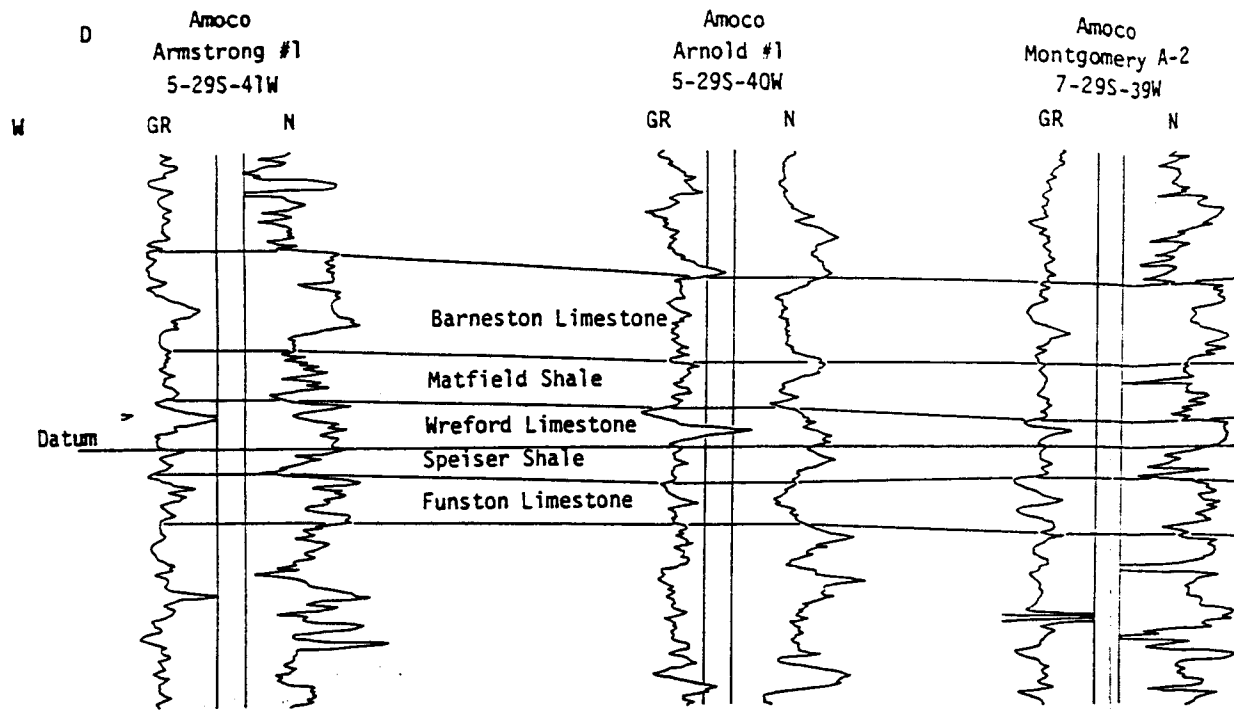 D
Amoco
Armstrong #1
5-29S-41W
Amoco
Arnold #1
5-29S-40W
Amoco
Montgomery A-2
7-29S-39W
W
GR N
GR N
GR N
Barneston Limestone
Matfield Shale
Wreford Limestone
Datum
Speiser Shale
Funston Limestone